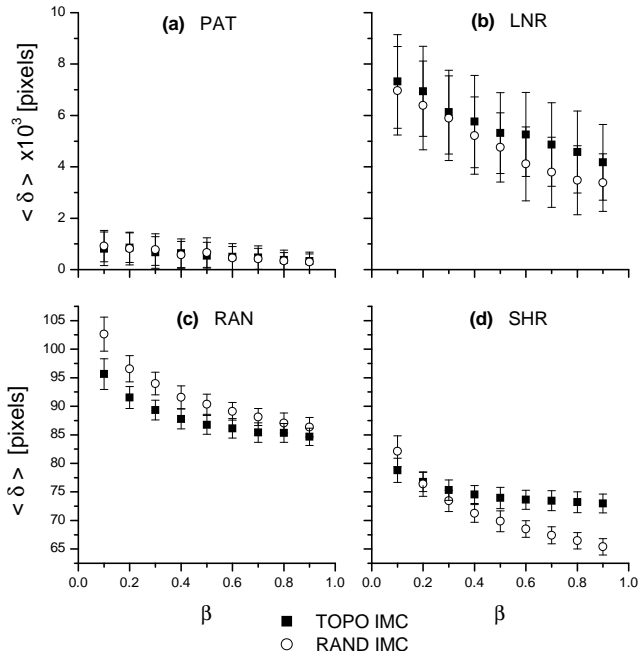 (a) PAT
(b) LNR
< δ > x10³ [pixels]
8
6
4
2
0
(c) RAN
(d) SHR
< δ > [pixels]
105
100
95
90
85
80
75
70
65
0.0 0.2 0.4 0.6 0.8 1.0
0.0 0.2 0.4 0.6 0.8 1.0
β
β
TOPO IMC
RAND IMC